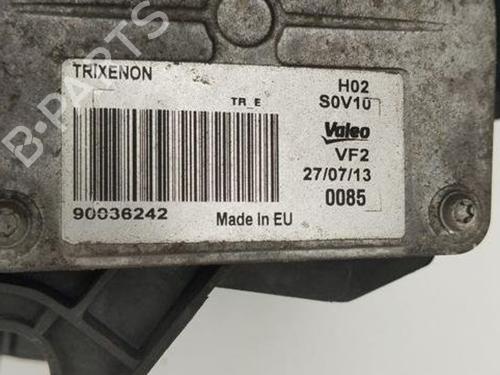 B-PARTS
TRIXENON
H02
TR_E
S0V10
Valeo
VF2
27/07/13
90036242
Made In EU
0085